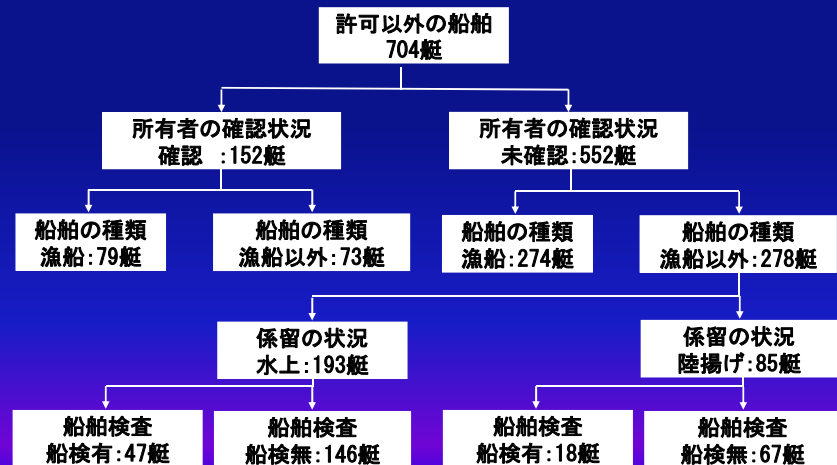 許可以外の船舶
704艇
所有者の確認状況
確認　:152艇
所有者の確認状況
未確認:552艇
船舶の種類
漁船:79艇
船舶の種類
漁船以外:73艇
船舶の種類
漁船:274艇
船舶の種類
漁船以外:278艇
係留の状況
水上:193艇
係留の状況
陸揚げ:85艇
船舶検査
船検有:47艇
船舶検査
船検無:146艇
船舶検査
船検有:18艇
船舶検査
船検無:67艇